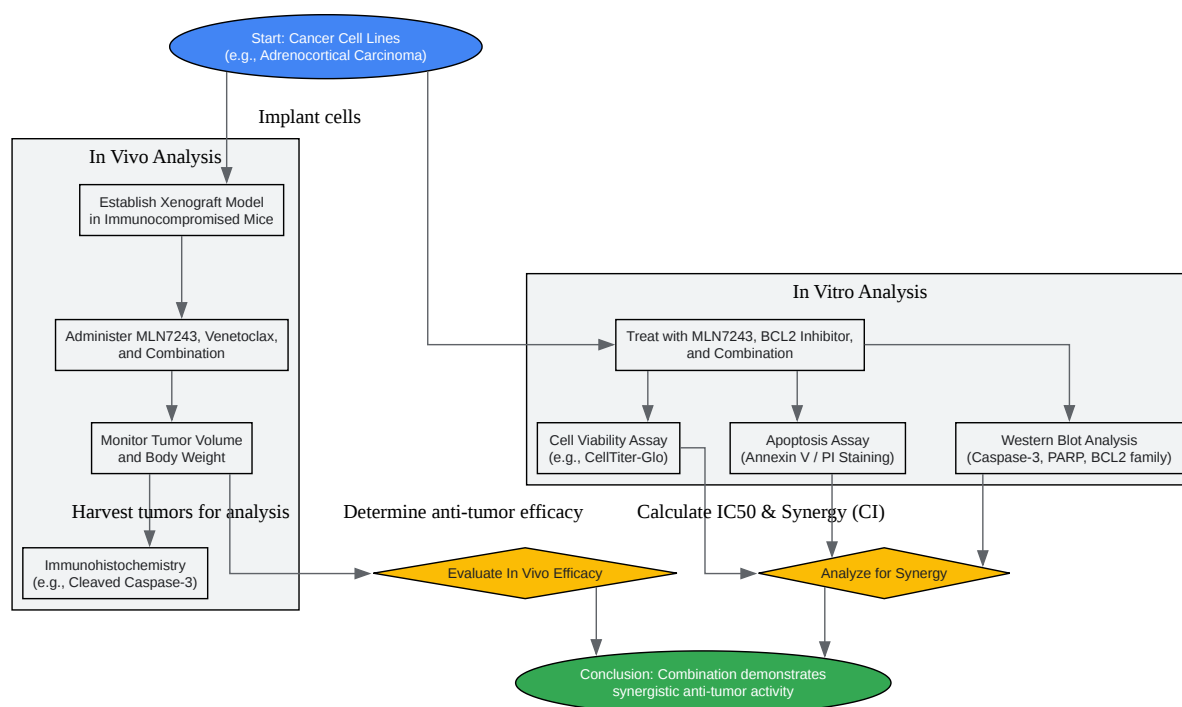 Start: Cancer Cell Lines
(e.g., Adrenocortical Carcinoma)
Implant cells
In Vivo Analysis
Establish Xenograft Model
in Immunocompromised Mice
Administer MLN7243, Venetoclax,
and Combination
Monitor Tumor Volume
and Body Weight
Harvest tumors for analysis
Immunohistochemistry
(e.g., Cleaved Caspase-3)
In Vitro Analysis
Treat with MLN7243, BCL2 Inhibitor,
and Combination
Cell Viability Assay
(e.g., CellTiter-Glo)
Apoptosis Assay
(Annexin V / PI Staining)
Western Blot Analysis
(Caspase-3, PARP, BCL2 family)
Determine anti-tumor efficacy
Calculate IC50 & Synergy (CI)
Evaluate In Vivo Efficacy
Analyze for Synergy
Conclusion: Combination demonstrates
synergistic anti-tumor activity